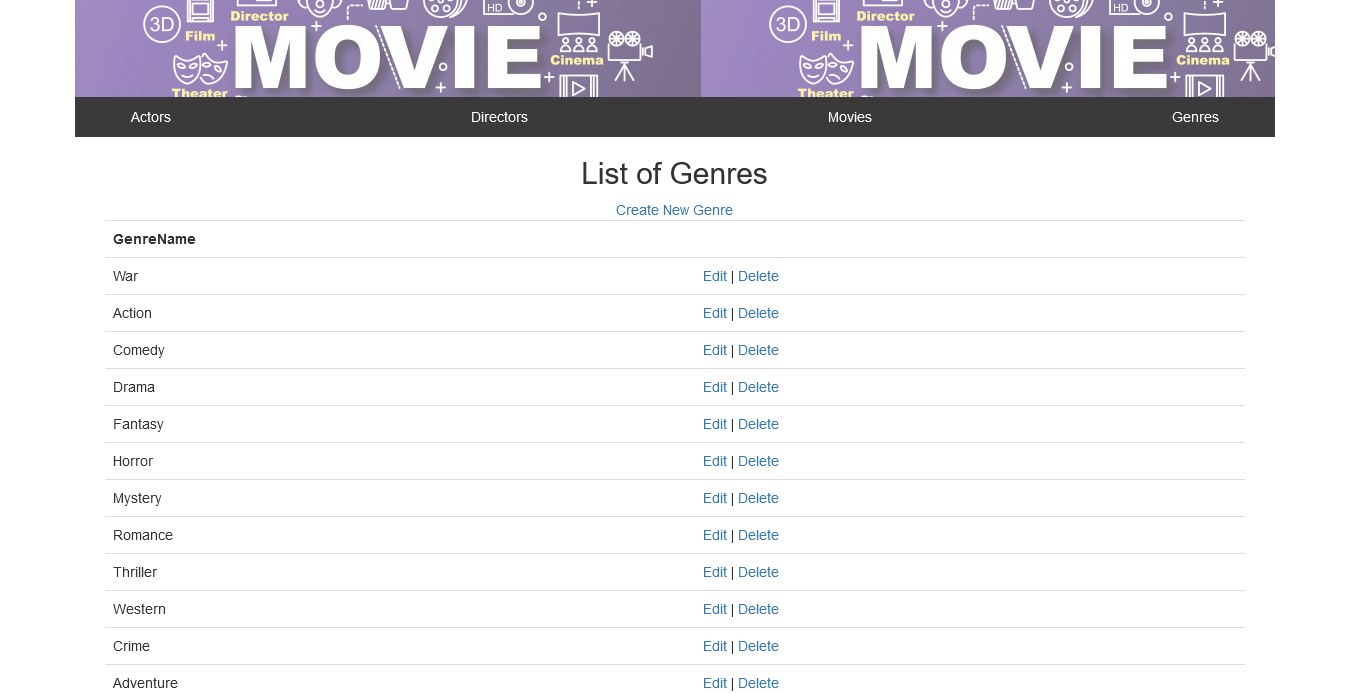 HD HD
3D Director 3D Director
Film Film
MOVIE MOVIE
Cinema Cinema
Theater Theater
Actors Directors Movies Genres
List of Genres
Create New Genre
GenreName
War Edit | Delete
Action Edit | Delete
Comedy Edit | Delete
Drama Edit | Delete
Fantasy Edit | Delete
Horror Edit | Delete
Mystery Edit | Delete
Romance Edit | Delete
Thriller Edit | Delete
Western Edit | Delete
Crime Edit | Delete
Adventure Edit | Delete